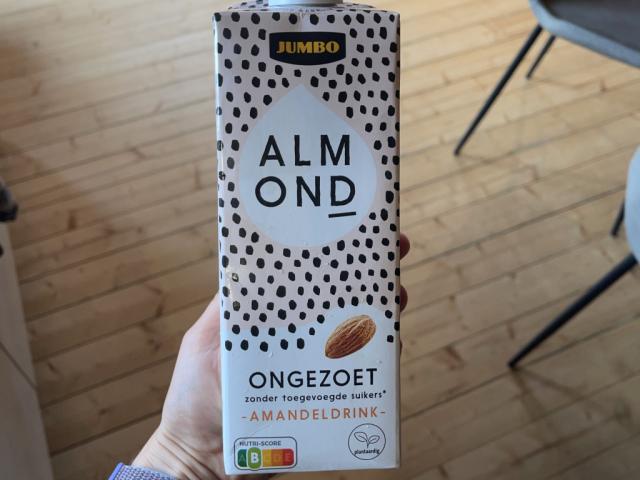 JUMBO
ALM
OND
ONGEZOET
zonder toegevoegde suikers*
-AMANDELDRINK-
NUTRI-SCORE
A B C D E
plantaardig